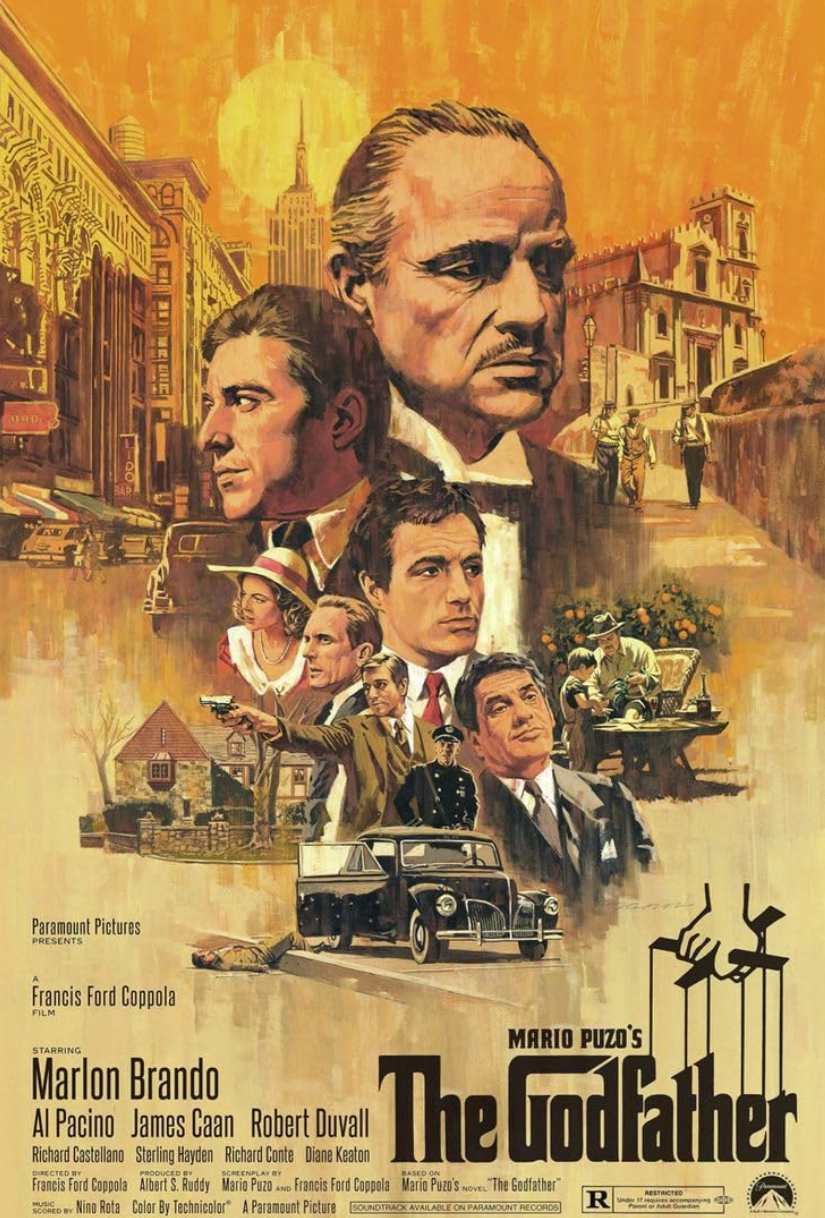 LIDO
BAR
Paramount Pictures
PRESENTS
A
Francis Ford Coppola
FILM
STARRING
Marlon Brando
Al Pacino James Caan Robert Duvall
Richard Castellano Sterling Hayden Richard Conte Diane Keaton
DIRECTED BY
Francis Ford Coppola
PRODUCED BY
Albert S. Ruddy
SCREENPLAY BY
Mario Puzo AND Francis Ford Coppola
BASED ON
Mario Puzo's NOVEL "The Godfather"
MUSIC
SCORED BY Nino Rota Color By Technicolor® A Paramount Picture
SOUNDTRACK AVAILABLE ON PARAMOUNT RECORDS
MARIO PUZO'S
The Godfather
R
RESTRICTED
Under 17 requires accompanying
Parent or Adult Guardian
Paramount